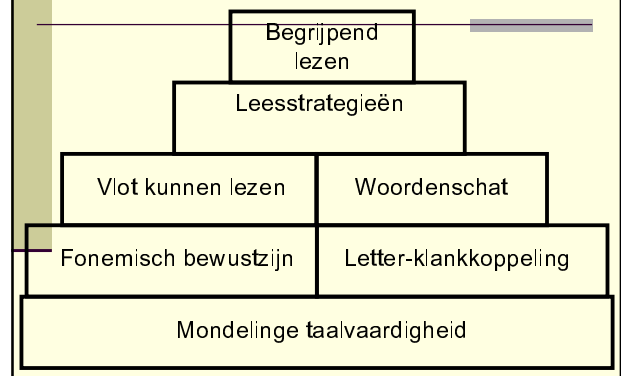 Begrijpend
lezen
Leesstrategieën
Vlot kunnen lezen
Woordenschat
Fonemisch bewustzijn
Letter-klankkoppeling
Mondelinge taalvaardigheid